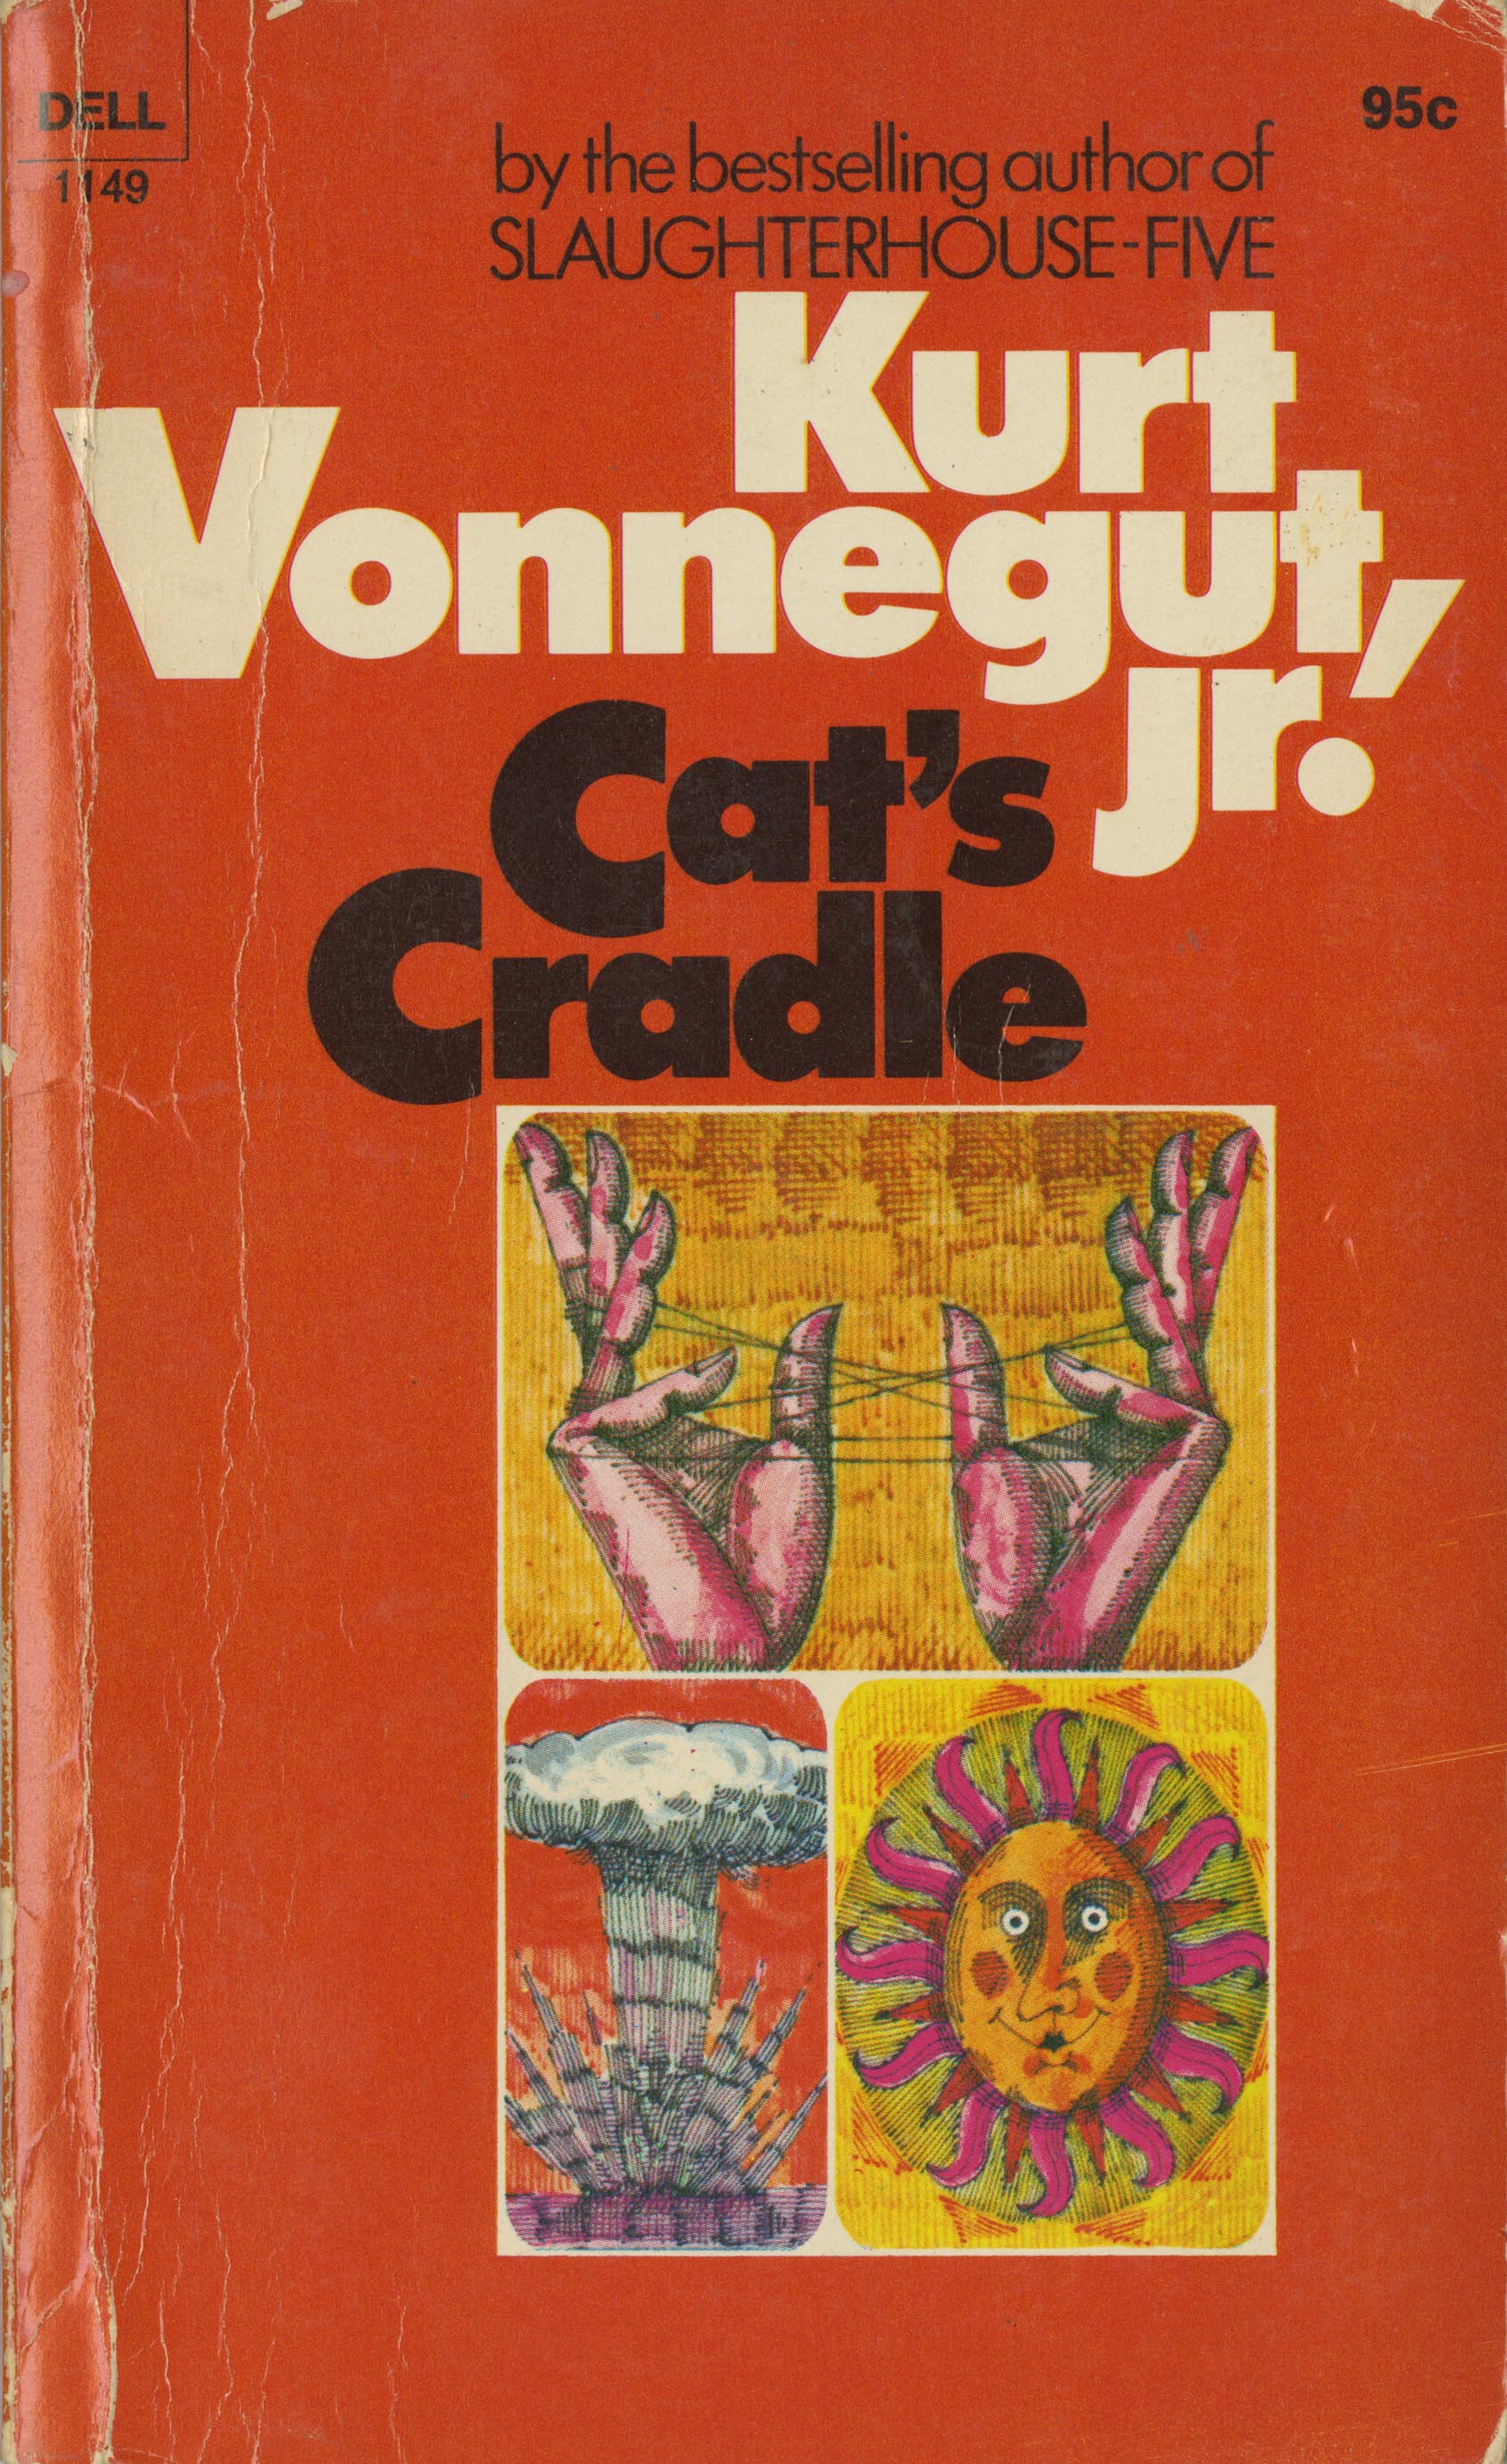 DELL
1149
95c
by the bestselling author of
SLAUGHTERHOUSE-FIVE
Kurt
Vonnegut,
jr.
Cat's
Cradle